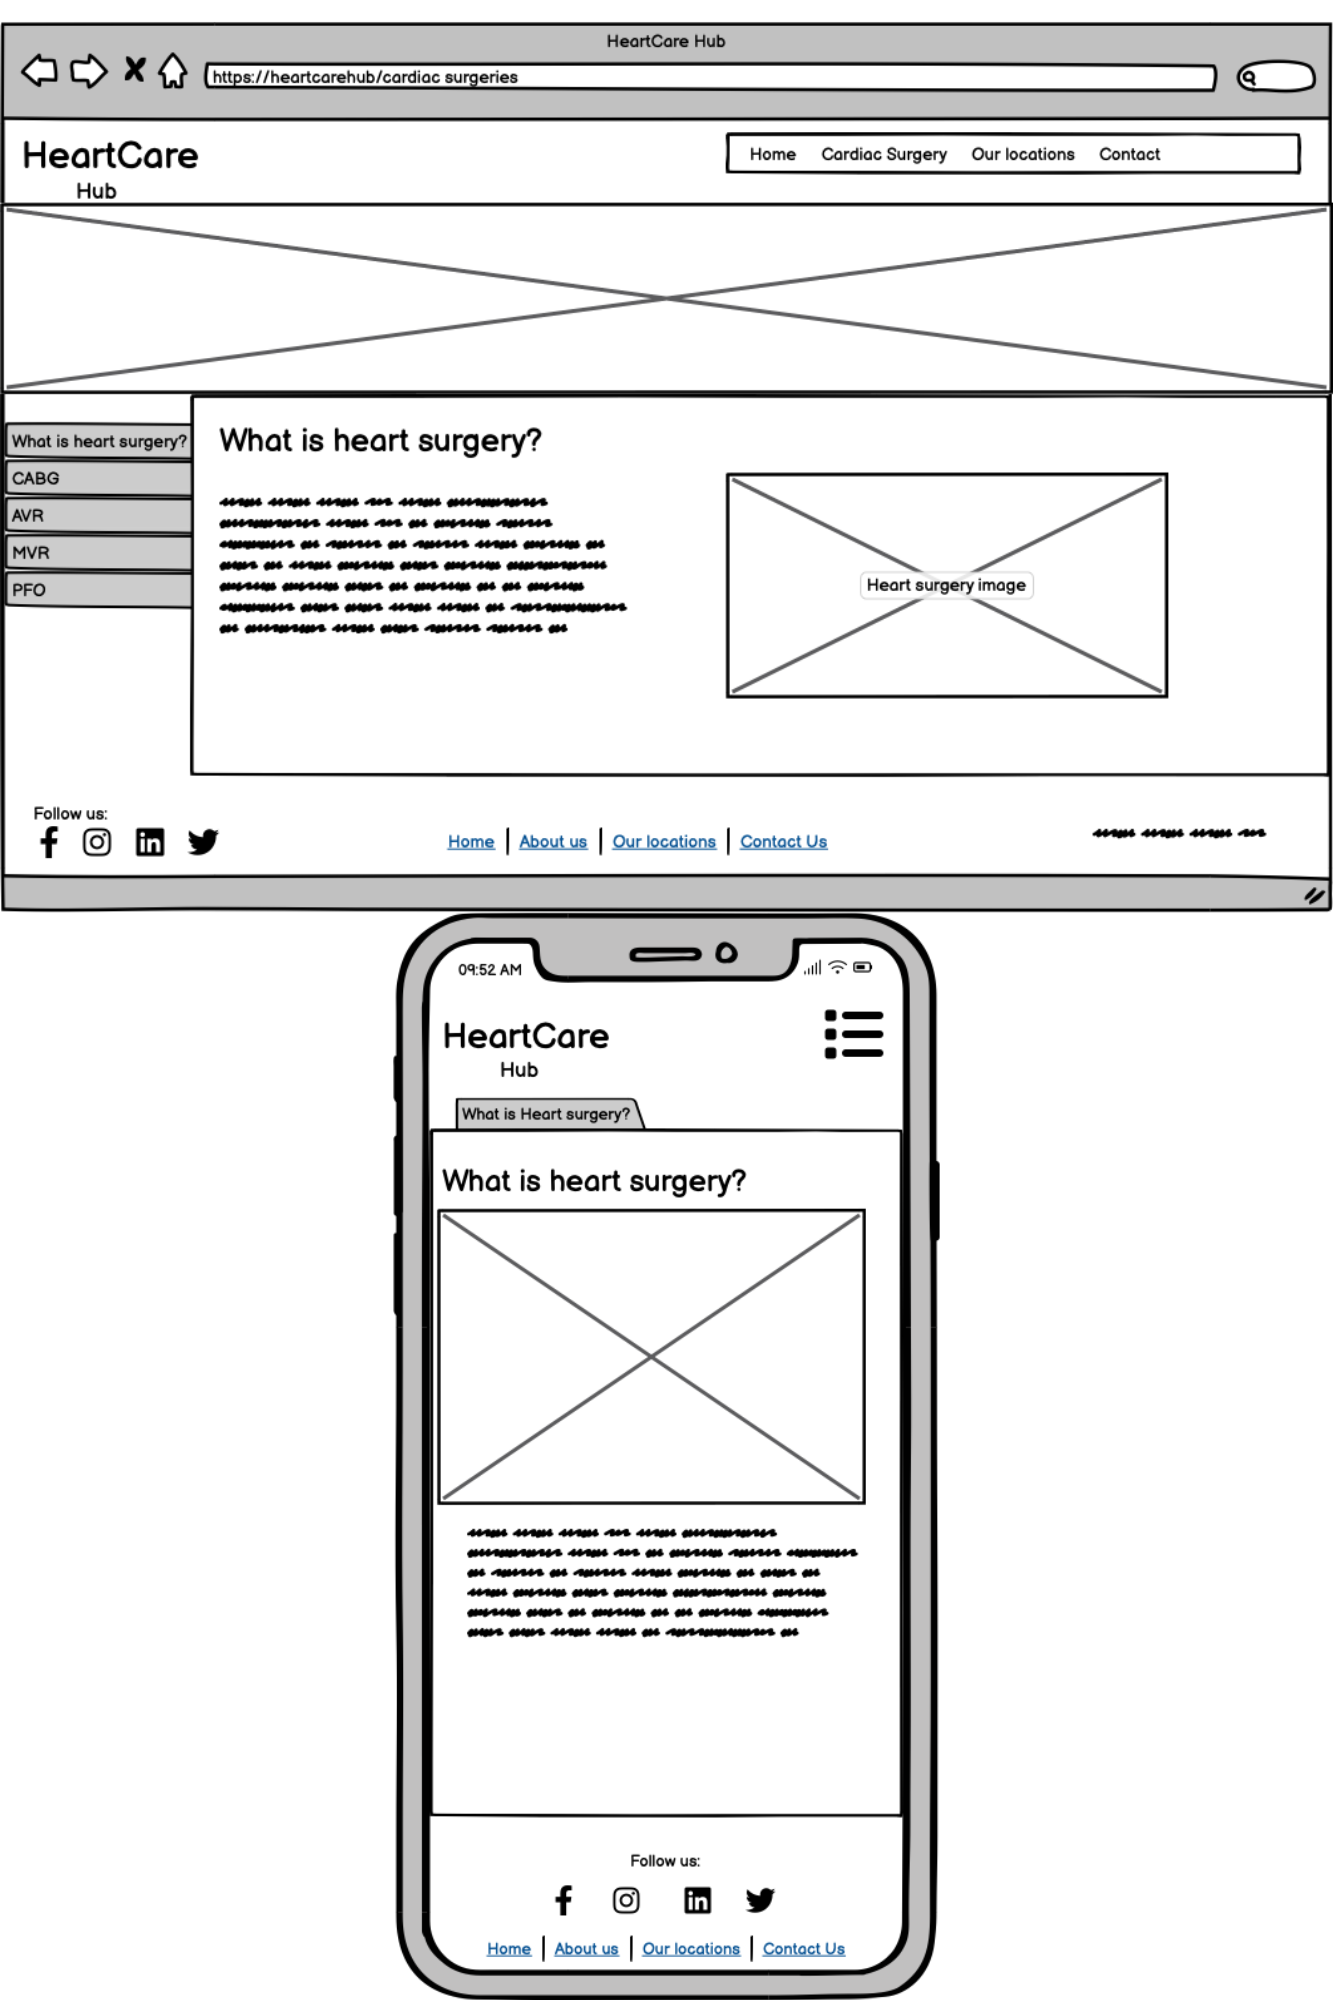 HeartCare Hub
https://heartcarehub/cardiac surgeries
HeartCare
Hub
Home Cardiac Surgery Our locations Contact
What is heart surgery?
CABG
AVR
MVR
PFO
What is heart surgery?
Heart surgery image
Follow us:
Home About us Our locations Contact Us
09:52 AM
HeartCare
Hub
What is Heart surgery?
What is heart surgery?
Follow us:
Home About us Our locations Contact Us